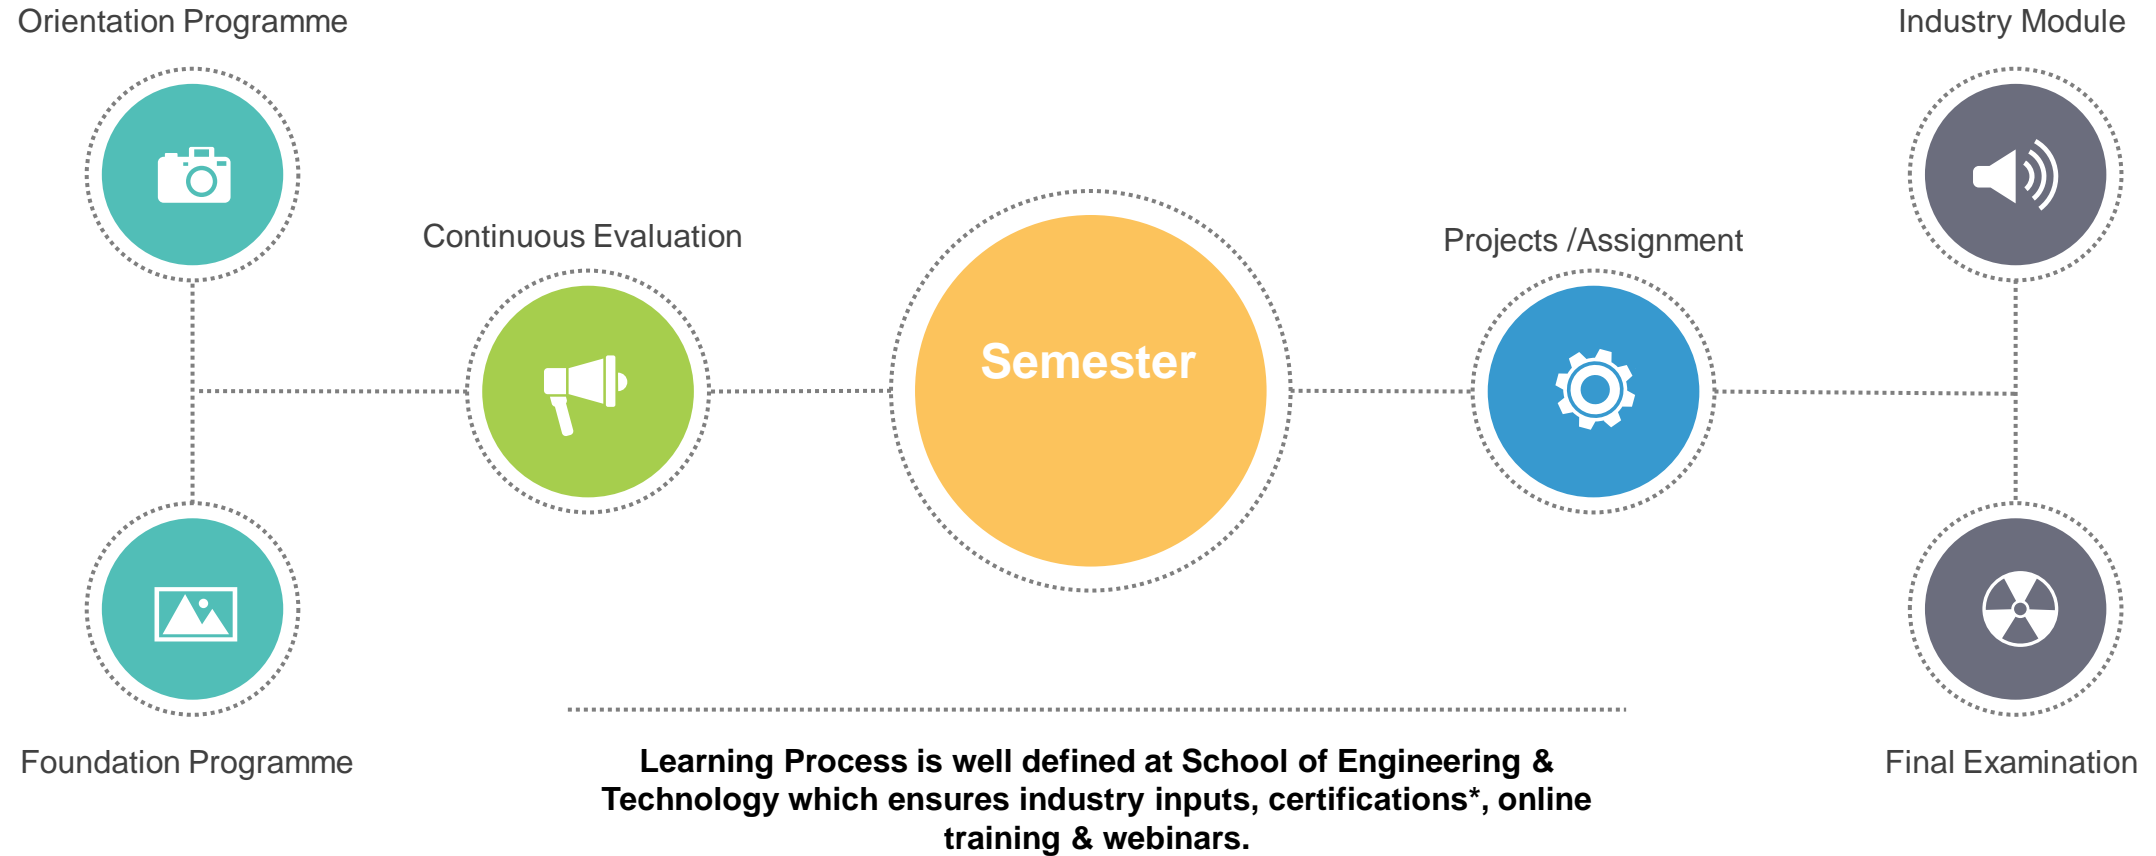 Orientation Programme
Industry Module
Continuous Evaluation
Projects /Assignment
Semester
Foundation Programme
Final Examination
Learning Process is well defined at School of Engineering &
Technology which ensures industry inputs, certifications*, online
training & webinars.